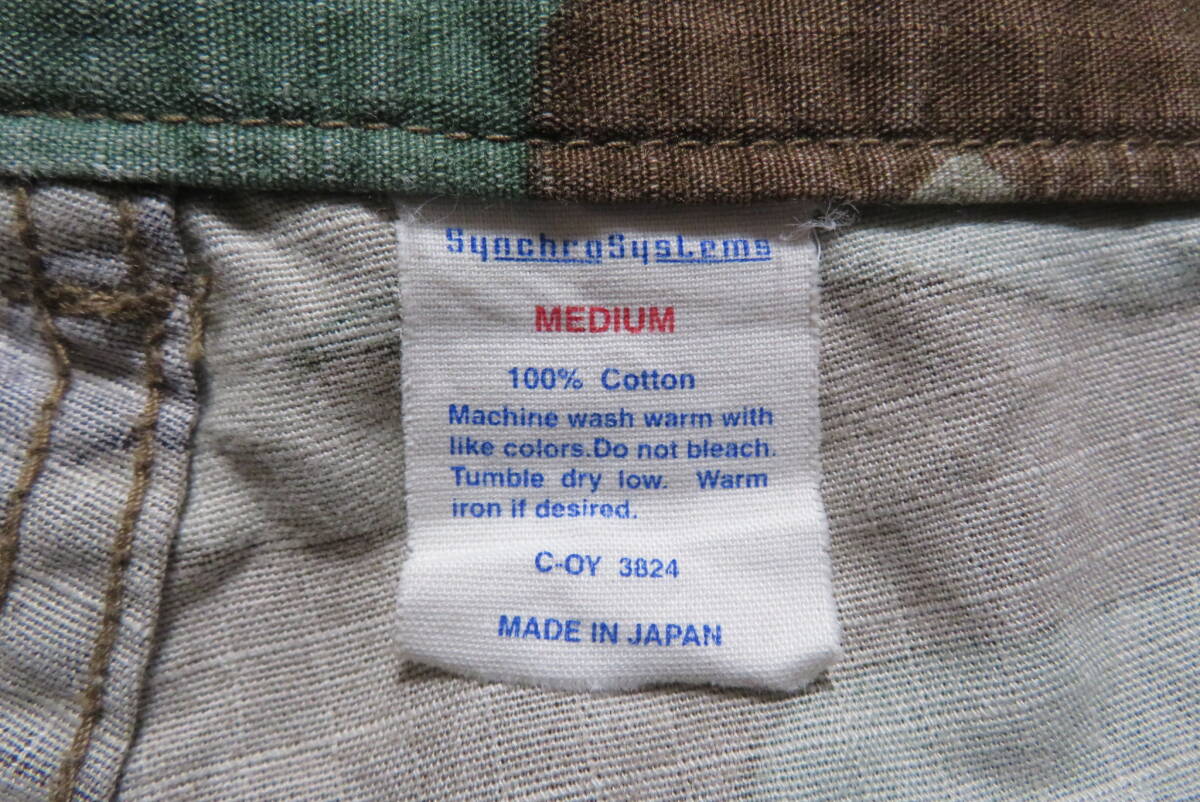 SynchroSystems
MEDIUM
100% Cotton
Machine wash warm with
like colors.Do not bleach.
Tumble dry low. Warm
iron if desired.
C-OY 3824
MADE IN JAPAN